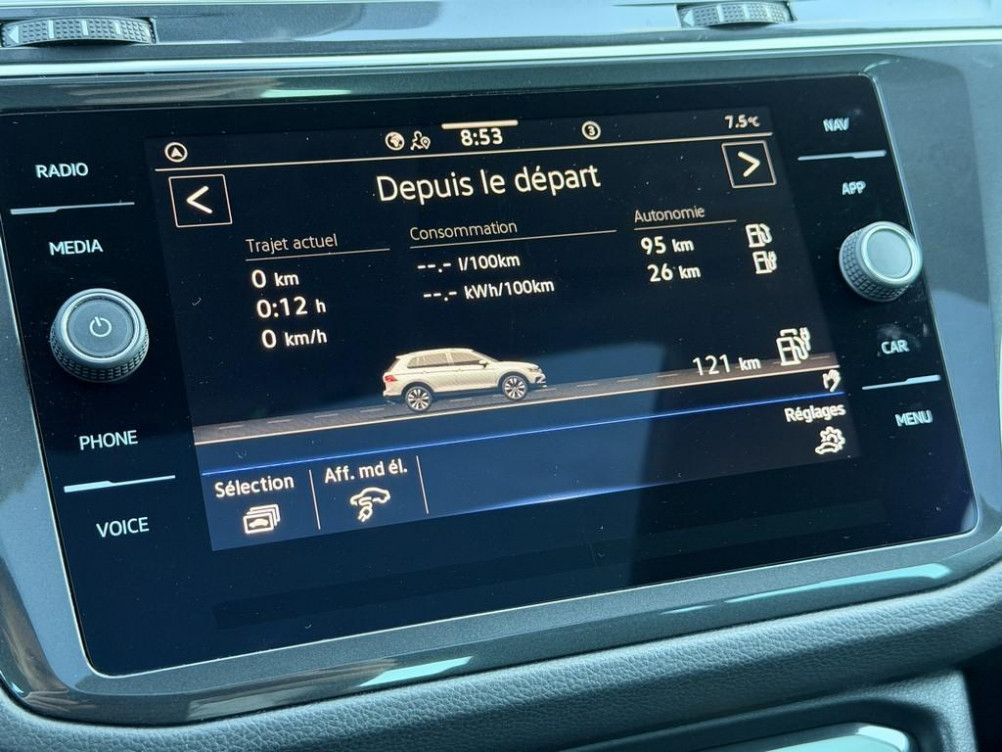 8:53
3
7.5°C
NAV
RADIO
Depuis le départ
APP
MEDIA
Trajet actuel
Consommation
Autonomie
0 km
--.- l/100km
95 km
0:12 h
--.- kWh/100km
26 km
0 km/h
121 km
CAR
PHONE
Réglages
MENU
Sélection
Aff. md él.
VOICE